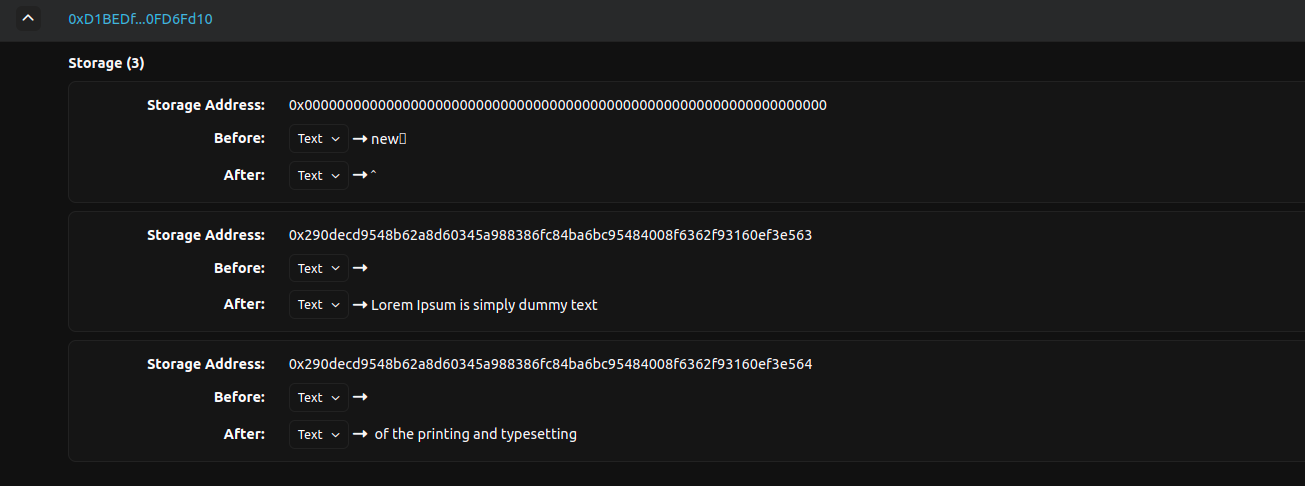 0xD1BEDf...0FD6Fd10
Storage (3)
Storage Address: 0x0000000000000000000000000000000000000000000000000000000000000000
Before: Text → new
After: Text → ^
Storage Address: 0x290decd9548b62a8d60345a988386fc84ba6bc95484008f6362f93160ef3e563
Before: Text →
After: Text → Lorem Ipsum is simply dummy text
Storage Address: 0x290decd9548b62a8d60345a988386fc84ba6bc95484008f6362f93160ef3e564
Before: Text →
After: Text → of the printing and typesetting